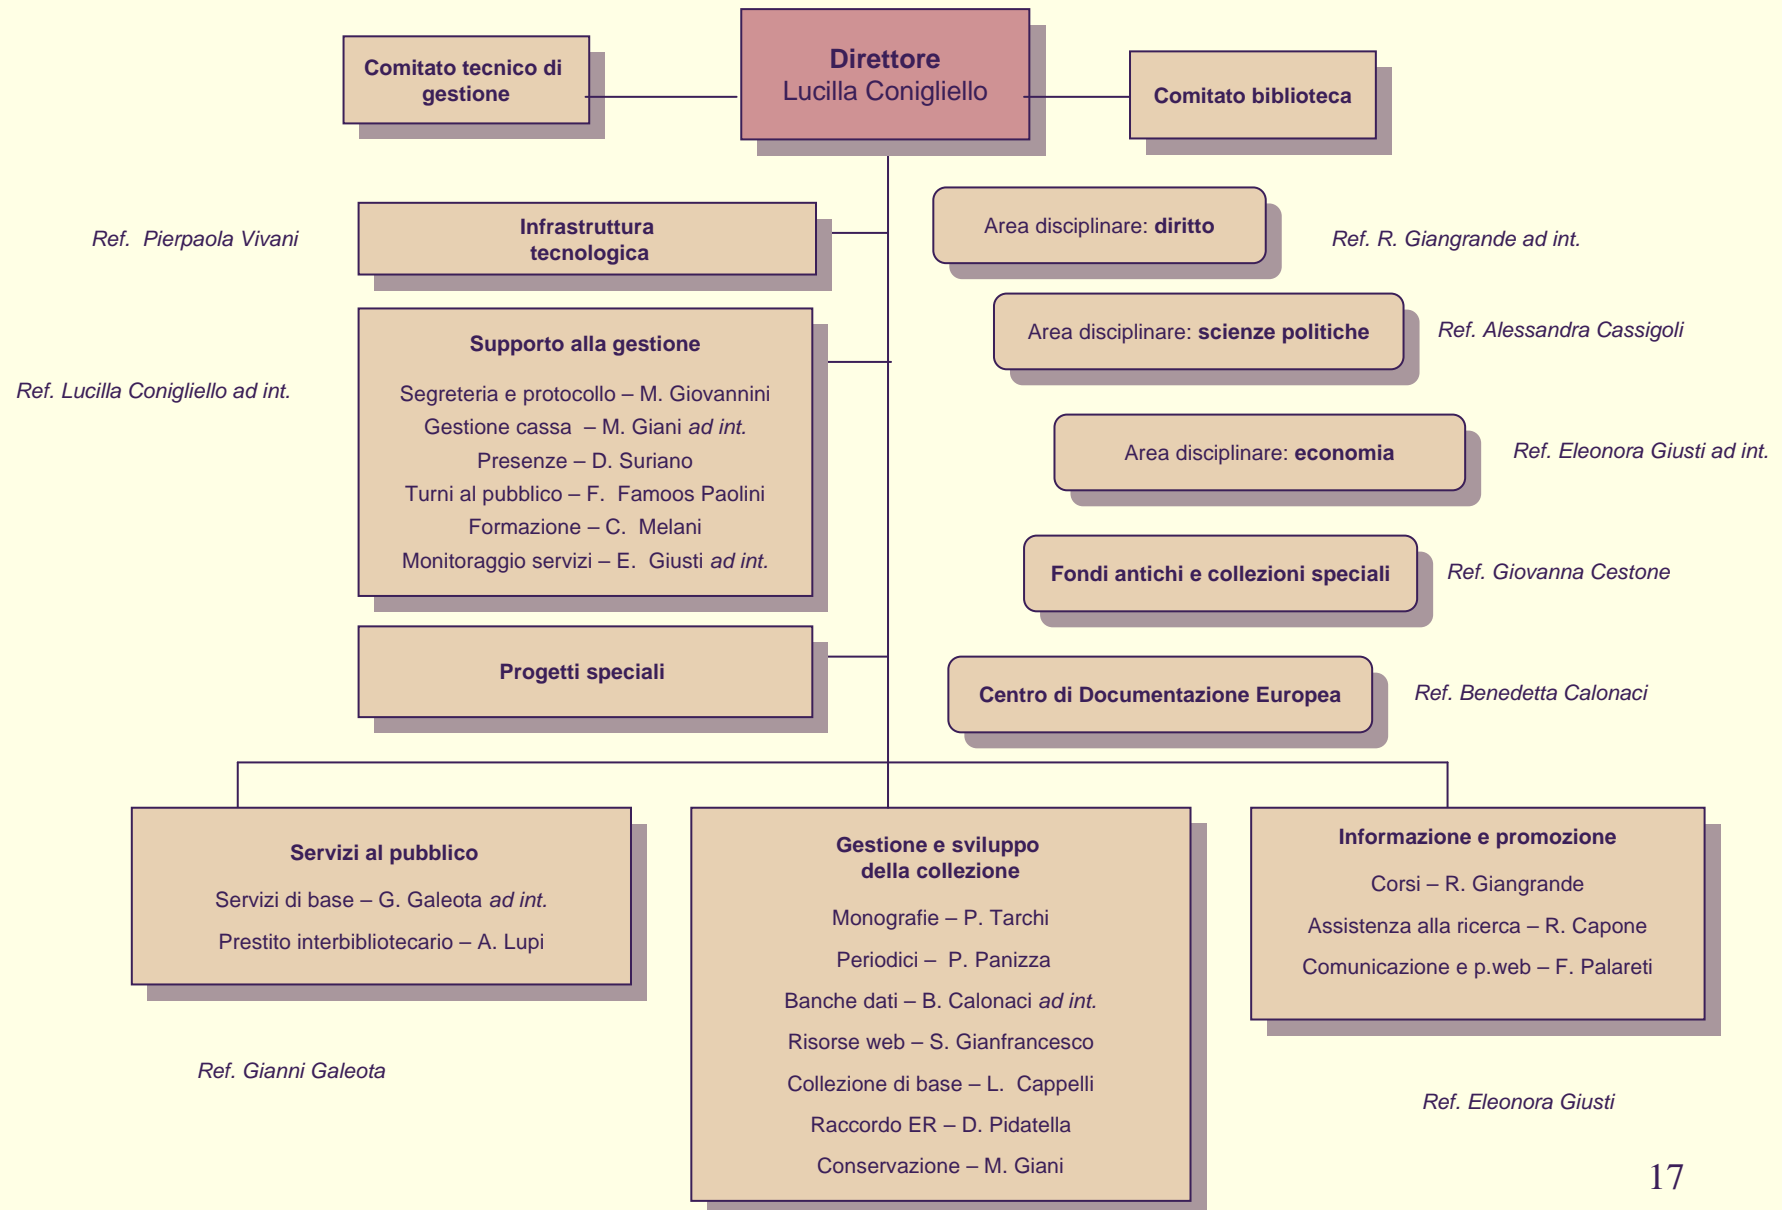 Comitato tecnico di
gestione
Direttore
Lucilla Conigliello
Comitato biblioteca
Ref. Pierpaola Vivani
Infrastruttura
tecnologica
Area disciplinare: diritto
Ref. R. Giangrande ad int.
Area disciplinare: scienze politiche
Ref. Alessandra Cassigoli
Ref. Lucilla Conigliello ad int.
Supporto alla gestione
Segreteria e protocollo – M. Giovannini
Gestione cassa – M. Giani ad int.
Presenze – D. Suriano
Turni al pubblico – F. Famoos Paolini
Formazione – C. Melani
Monitoraggio servizi – E. Giusti ad int.
Area disciplinare: economia
Ref. Eleonora Giusti ad int.
Fondi antichi e collezioni speciali
Ref. Giovanna Cestone
Progetti speciali
Centro di Documentazione Europea
Ref. Benedetta Calonaci
Servizi al pubblico
Servizi di base – G. Galeota ad int.
Prestito interbibliotecario – A. Lupi
Ref. Gianni Galeota
Gestione e sviluppo
della collezione
Monografie – P. Tarchi
Periodici – P. Panizza
Banche dati – B. Calonaci ad int.
Risorse web – S. Gianfrancesco
Collezione di base – L. Cappelli
Raccordo ER – D. Pidatella
Conservazione – M. Giani
Informazione e promozione
Corsi – R. Giangrande
Assistenza alla ricerca – R. Capone
Comunicazione e p.web – F. Palareti
Ref. Eleonora Giusti
17